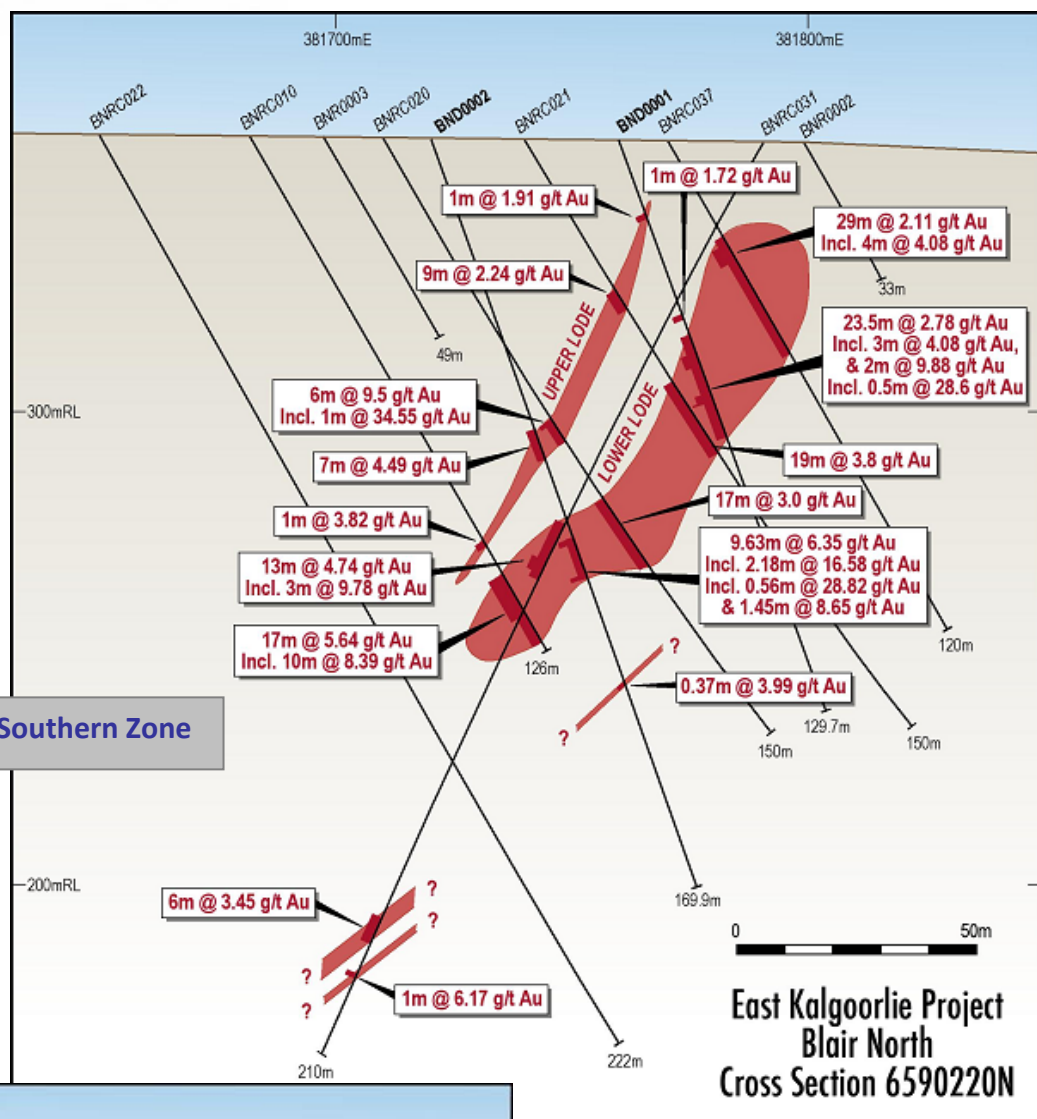 381700mE
381800mE
BNRC022
BNRC010
BNR0003
BNRC020
BND0002
BNRC021
BND0001
BNRC037
BNRC031
BNR0002
1m @ 1.72 g/t Au
1m @ 1.91 g/t Au
29m @ 2.11 g/t Au
Incl. 4m @ 4.08 g/t Au
9m @ 2.24 g/t Au
33m
49m
23.5m @ 2.78 g/t Au
Incl. 3m @ 4.08 g/t Au,
& 2m @ 9.88 g/t Au
Incl. 0.5m @ 28.6 g/t Au
UPPER LODE
6m @ 9.5 g/t Au
Incl. 1m @ 34.55 g/t Au
300mRL
LOWER LODE
7m @ 4.49 g/t Au
19m @ 3.8 g/t Au
17m @ 3.0 g/t Au
1m @ 3.82 g/t Au
9.63m @ 6.35 g/t Au
Incl. 2.18m @ 16.58 g/t Au
Incl. 0.56m @ 28.82 g/t Au
& 1.45m @ 8.65 g/t Au
13m @ 4.74 g/t Au
Incl. 3m @ 9.78 g/t Au
17m @ 5.64 g/t Au
Incl. 10m @ 8.39 g/t Au
120m
126m
?
0.37m @ 3.99 g/t Au
?
129.7m
150m
150m
Southern Zone
200mRL
169.9m
?
6m @ 3.45 g/t Au
?
0
50m
?
?
1m @ 6.17 g/t Au
East Kalgoorlie Project
Blair North
Cross Section 6590220N
210m
222m